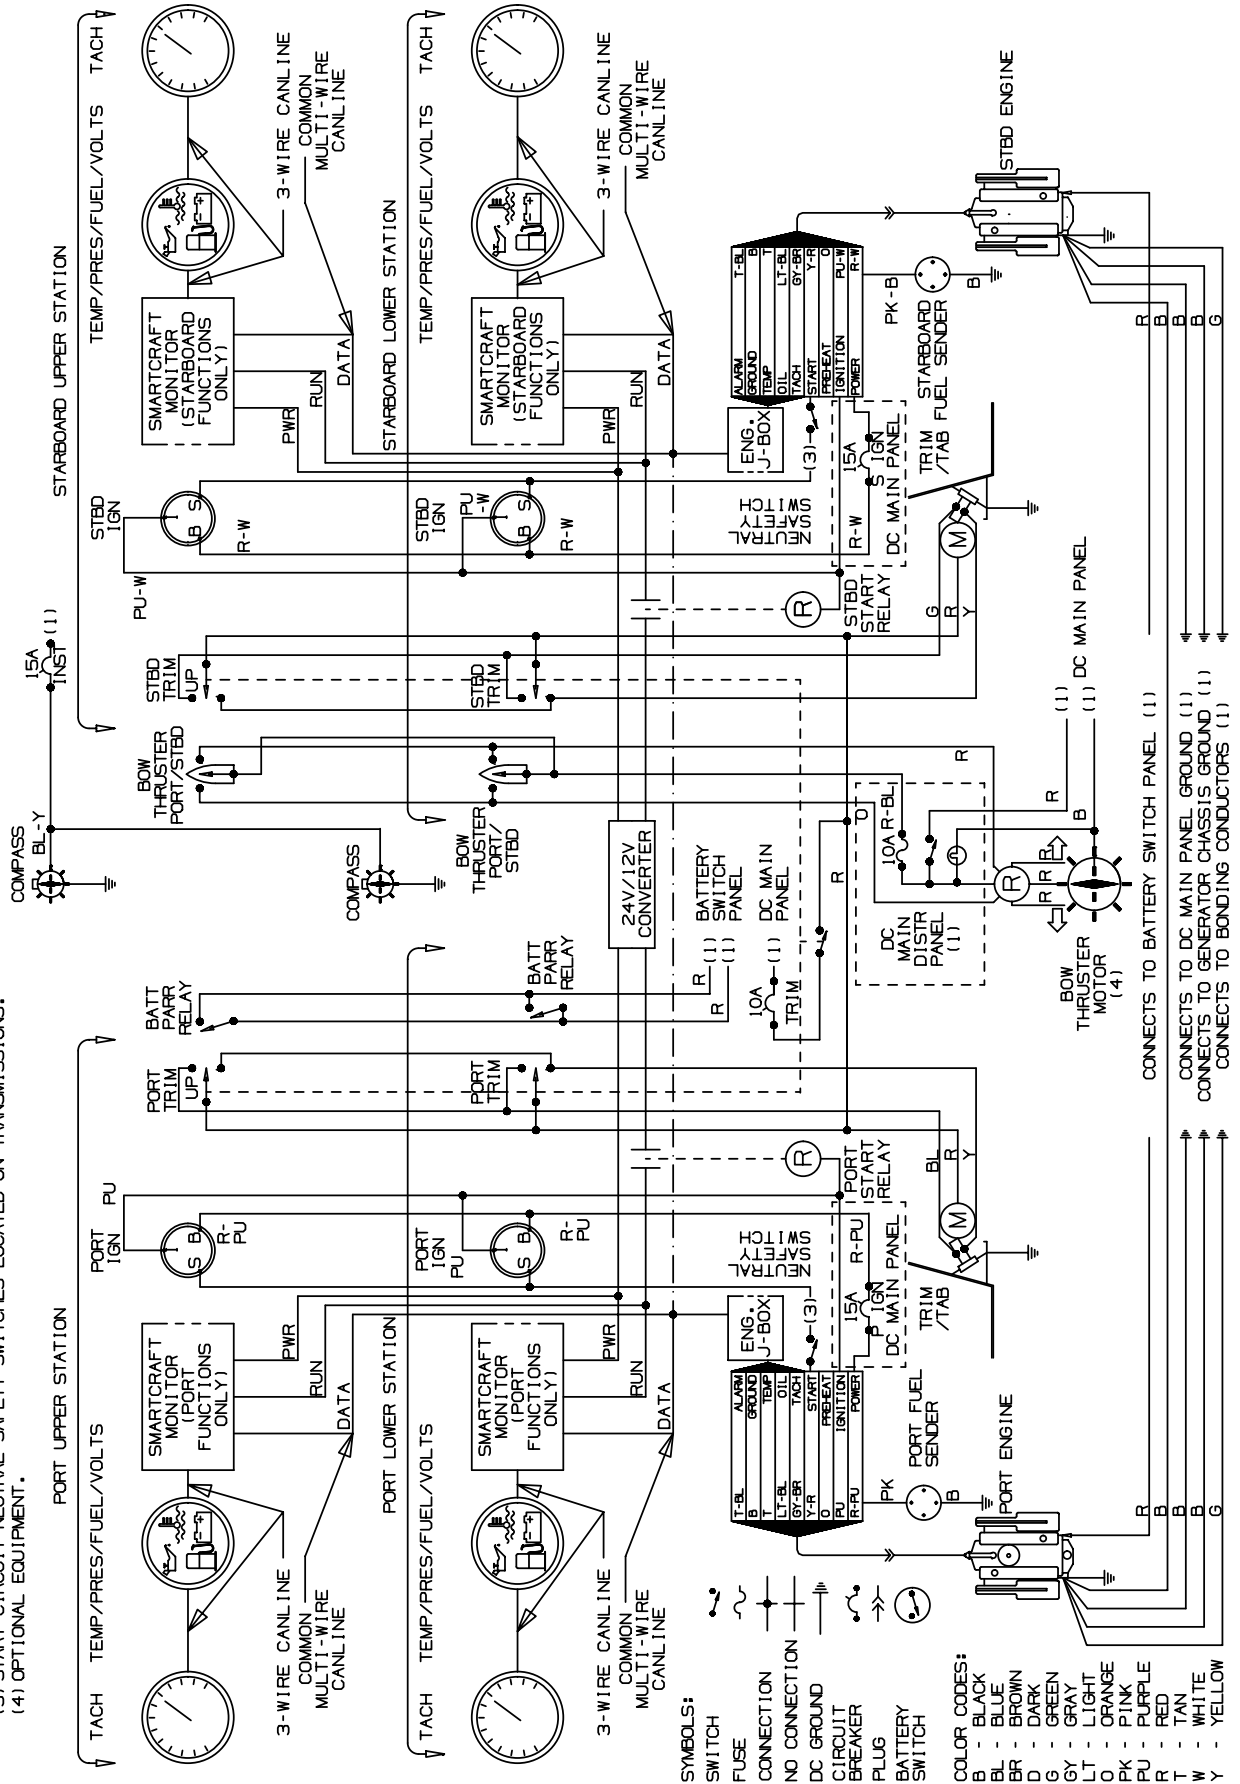 (4) OPTIONAL EQUIPMENT.
PORT UPPER STATION
TACH
TEMP/PRES/FUEL/VOLTS
3-WIRE CANLINE
COMMON
MULTI-WIRE
CANLINE
SMARTCRAFT
MONITOR
(PORT
FUNCTIONS
ONLY)
PWR
RUN
DATA
PORT
IGN
PU
S
B
R-
PU
PORT
TRIM
UP
BATT
PARR
RELAY
COMPASS
BL-Y
15A
INST
(1)
BOW
THRUSTER
PORT/STBD
STBD
TRIM
UP
PU-W
STBD
IGN
B
S
R-W
STARBOARD UPPER STATION
SMARTCRAFT
MONITOR
(STARBOARD
FUNCTIONS
ONLY)
PWR
RUN
DATA
TEMP/PRES/FUEL/VOLTS
TACH
3-WIRE CANLINE
COMMON
MULTI-WIRE
CANLINE
PORT LOWER STATION
TACH
TEMP/PRES/FUEL/VOLTS
3-WIRE CANLINE
COMMON
MULTI-WIRE
CANLINE
SMARTCRAFT
MONITOR
(PORT
FUNCTIONS
ONLY)
PWR
RUN
DATA
PORT
IGN
PU
S
B
R-
PU
PORT
TRIM
BATT
PARR
RELAY
COMPASS
BOW
THRUSTER
PORT/
STBD
STBD
TRIM
STBD
IGN
PU
-W
B
S
R-W
STARBOARD LOWER STATION
SMARTCRAFT
MONITOR
(STARBOARD
FUNCTIONS
ONLY)
PWR
RUN
DATA
TEMP/PRES/FUEL/VOLTS
TACH
3-WIRE CANLINE
COMMON
MULTI-WIRE
CANLINE
24V/12V
CONVERTER
R (1)
R (1)
BATTERY
SWITCH
PANEL
(1)
DC MAIN
PANEL
10A
TRIM
R
ENG.
J-BOX
NEUTRAL
SAFETY
SWITCH
(3)
T-BL ALARM
B GROUND
T TEMP
LT-BL OIL
GY-BR TACH
Y-R START
O PREHEAT
PU IGNITION
R-PU POWER
15A
P IGN
R-PU
DC MAIN PANEL
R
PORT
START
RELAY
PK
B
PORT FUEL
SENDER
TRIM
/TAB
M
BL
R
Y
PORT ENGINE
ENG.
J-BOX
NEUTRAL
SAFETY
SWITCH
(3)
ALARM T-BL
GROUND B
TEMP T
OIL LT-BL
TACH GY-BR
START Y-R
PREHEAT O
IGNITION PU-W
POWER R-W
15A
S IGN
R-W
DC MAIN PANEL
R
STBD
START
RELAY
PK-B
B
STARBOARD
FUEL SENDER
TRIM
/TAB
M
G
R
Y
STBD ENGINE
O
10A R-BL
R
DC
MAIN
DISTR
PANEL
(1)
R
R
R
R
R
BOW
THRUSTER
MOTOR
(4)
R
(1)
B
(1)
DC MAIN PANEL
R
B
B
B
G
CONNECTS TO BATTERY SWITCH PANEL (1)
CONNECTS TO DC MAIN PANEL GROUND (1)
CONNECTS TO GENERATOR CHASSIS GROUND (1)
CONNECTS TO BONDING CONDUCTORS (1)
R
B
B
B
G
SYMBOLS:
SWITCH
FUSE
CONNECTION
NO CONNECTION
DC GROUND
CIRCUIT
BREAKER
PLUG
BATTERY
SWITCH
COLOR CODES:
B - BLACK
BL - BLUE
BR - BROWN
D - DARK
G - GREEN
GY - GRAY
LT - LIGHT
O - ORANGE
PK - PINK
PU - PURPLE
R - RED
T - TAN
W - WHITE
Y - YELLOW